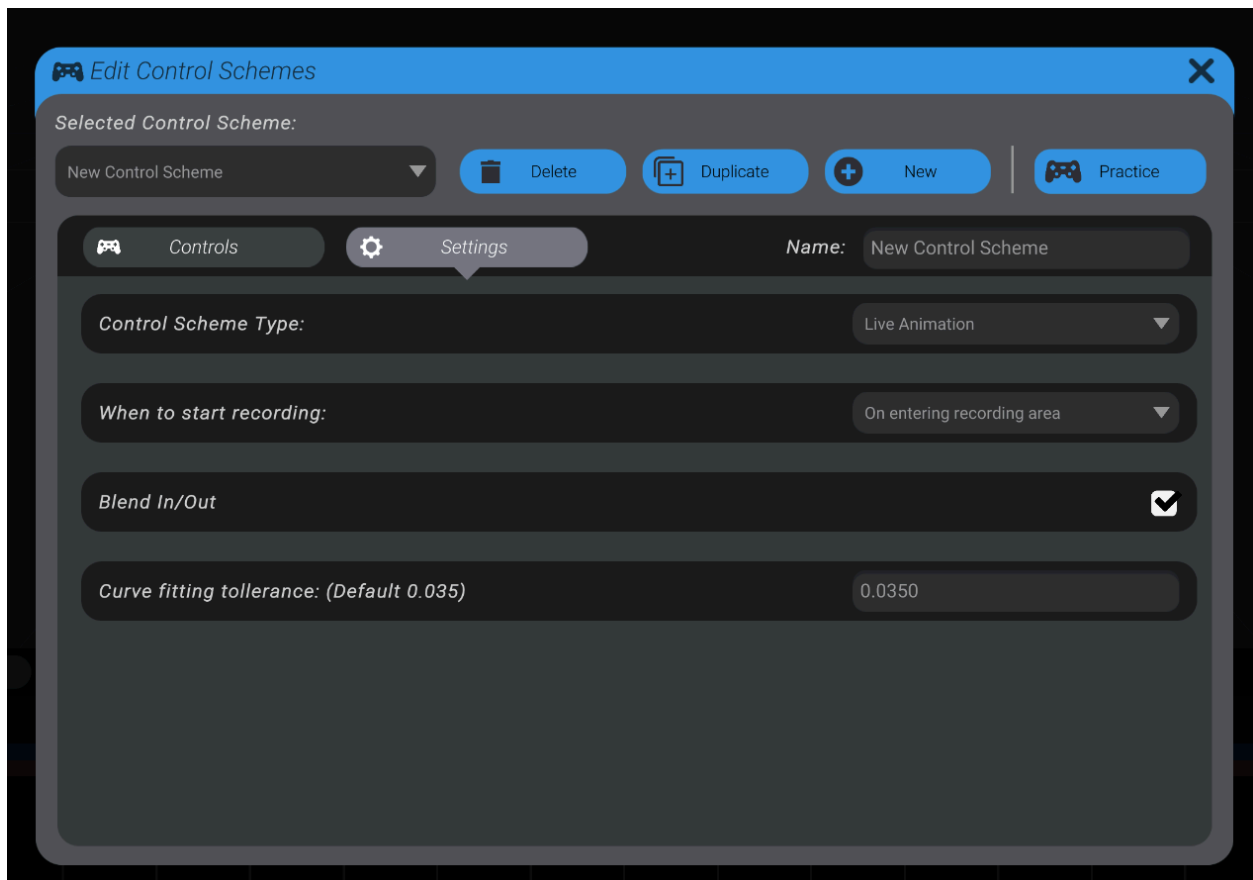 Edit Control Schemes
Selected Control Scheme:
New Control Scheme
Delete
Duplicate
New
Practice
Controls
Settings
Name:
New Control Scheme
Control Scheme Type:
Live Animation
When to start recording:
On entering recording area
Blend In/Out
Curve fitting tollerance: (Default 0.035)
0.0350